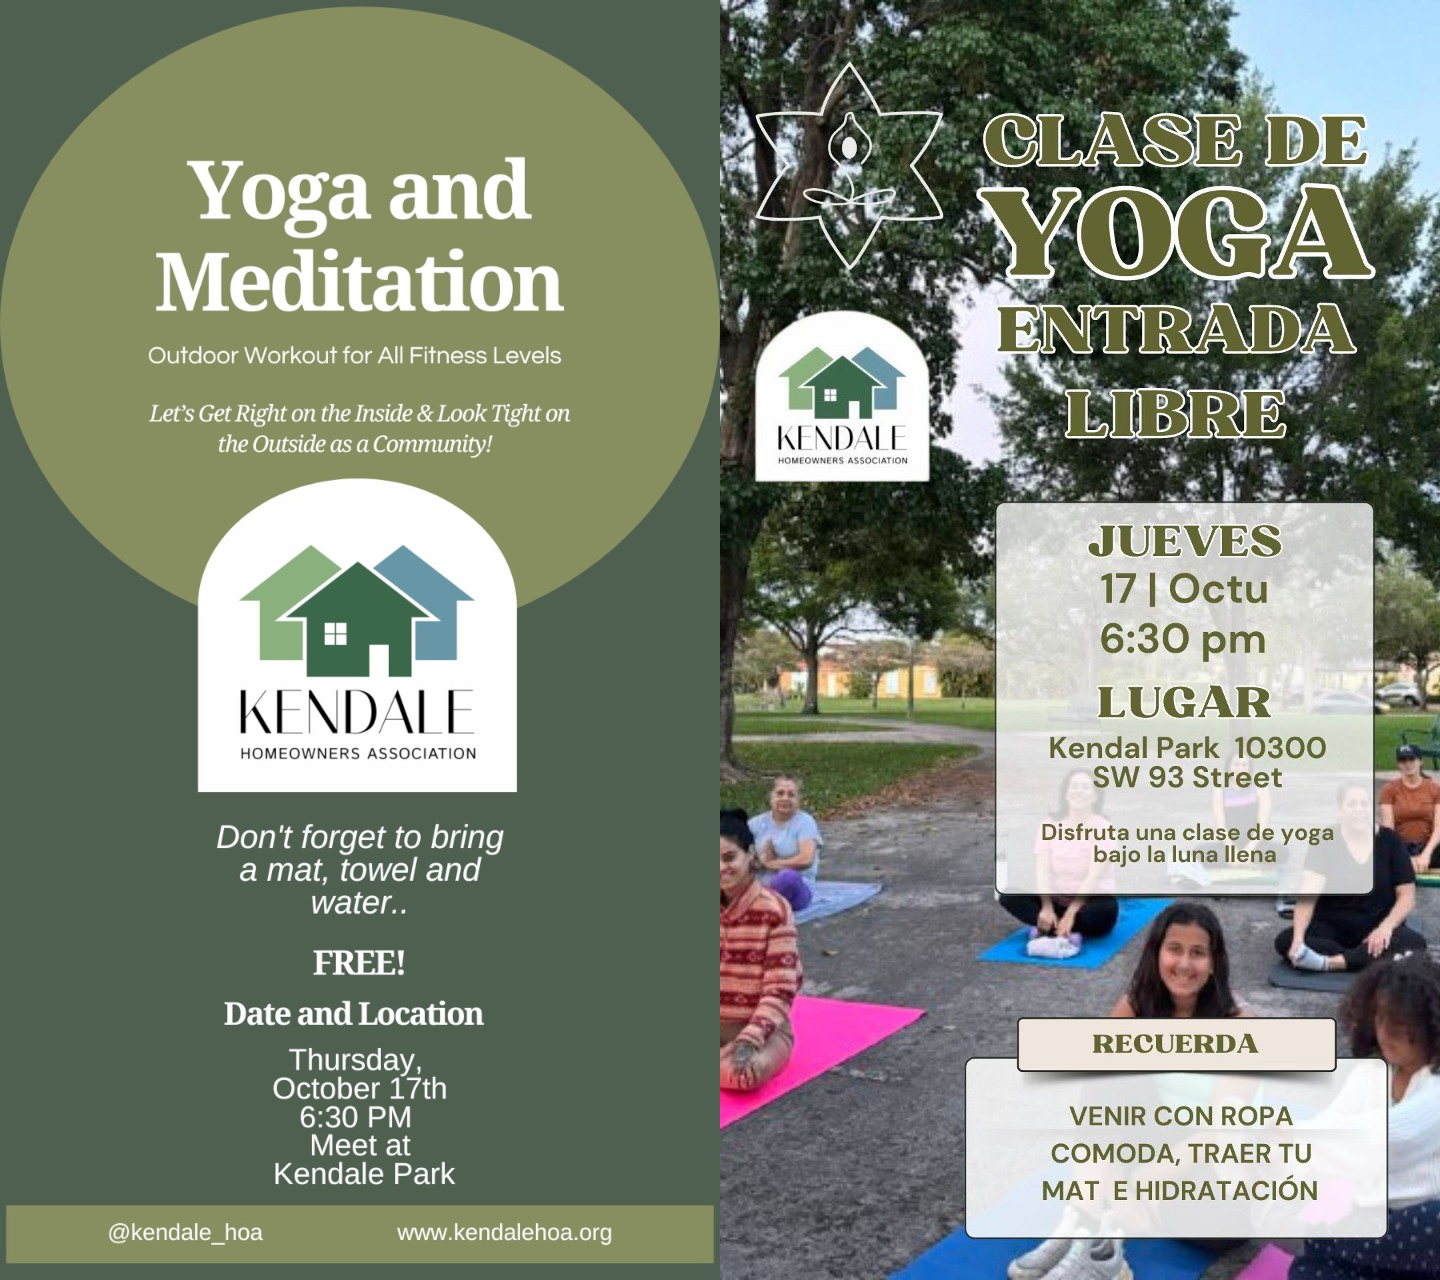 Yoga and
Meditation
Outdoor Workout for All Fitness Levels
Let's Get Right on the Inside & Look Tight on
the Outside as a Community!
KENDALE
HOMEOWNERS ASSOCIATION
Don't forget to bring
a mat, towel and
water..
FREE!
Date and Location
Thursday,
October 17th
6:30 PM
Meet at
Kendale Park
@kendale_hoa
www.kendalehoa.org
CLASE DE
YOGA
ENTRADA
LIBRE
KENDALE
HOMEOWNERS ASSOCIATION
JUEVES
17 | Octu
6:30 pm
LUGAR
Kendal Park 10300
SW 93 Street
Disfruta una clase de yoga
bajo la luna llena
RECUERDA
VENIR CON ROPA
COMODA, TRAER TU
MAT E HIDRATACIÓN